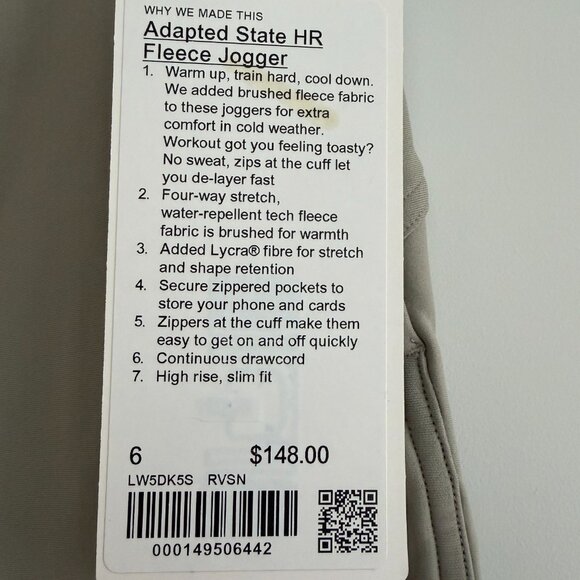 WHY WE MADE THIS
Adapted State HR
Fleece Jogger
1. Warm up, train hard, cool down.
We added brushed fleece fabric
to these joggers for extra
comfort in cold weather.
Workout got you feeling toasty?
No sweat, zips at the cuff let
you de-layer fast
2. Four-way stretch,
water-repellent tech fleece
fabric is brushed for warmth
3. Added Lycra® fibre for stretch
and shape retention
4. Secure zippered pockets to
store your phone and cards
5. Zippers at the cuff make them
easy to get on and off quickly
6. Continuous drawcord
7. High rise, slim fit
6 $148.00
LW5DK5S RVSN
000149506442